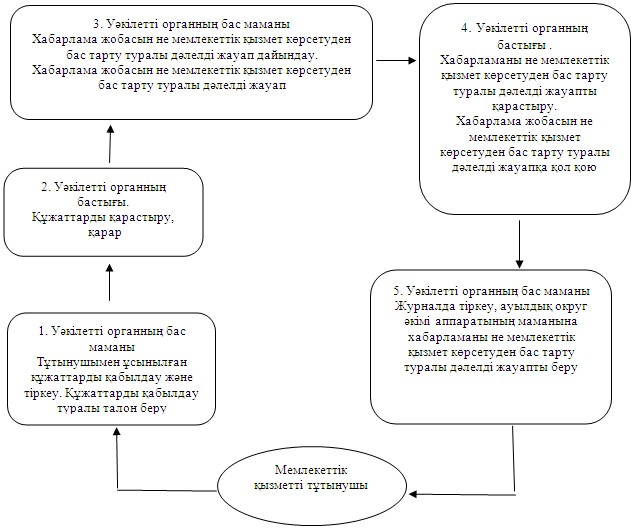 3. Уәкілетті органның бас маманы
Хабарлама жобасын не мемлекеттік қызмет көрсетуден
бас тарту туралы дәлелді жауап дайындау.
Хабарлама жобасын не мемлекеттік қызмет көрсетуден
бас тарту туралы дәлелді жауап
4. Уәкілетті органның
бастығы .
Хабарламаны не мемлекеттік
қызмет көрсетуден бас тарту
туралы дәлелді жауапты
қарастыру.
Хабарлама жобасын не
мемлекеттік қызмет
көрсетуден бас тарту туралы
дәлелді жауапқа қол қою
2. Уәкілетті органның
бастығы.
Құжаттарды қарастыру,
қарар
5. Уәкілетті органның бас маманы
Журналда тіркеу, ауылдық округ
әкімі аппаратының маманына
хабарламаны не мемлекеттік
қызмет көрсетуден бас тарту
туралы дәлелді жауапты беру
1. Уәкілетті органның бас
маманы
Тұтынушымен ұсынылған
құжаттарды қабылдау және
тіркеу. Құжаттарды қабылдау
туралы талон беру
Мемлекеттік
қызметті тұтынушы